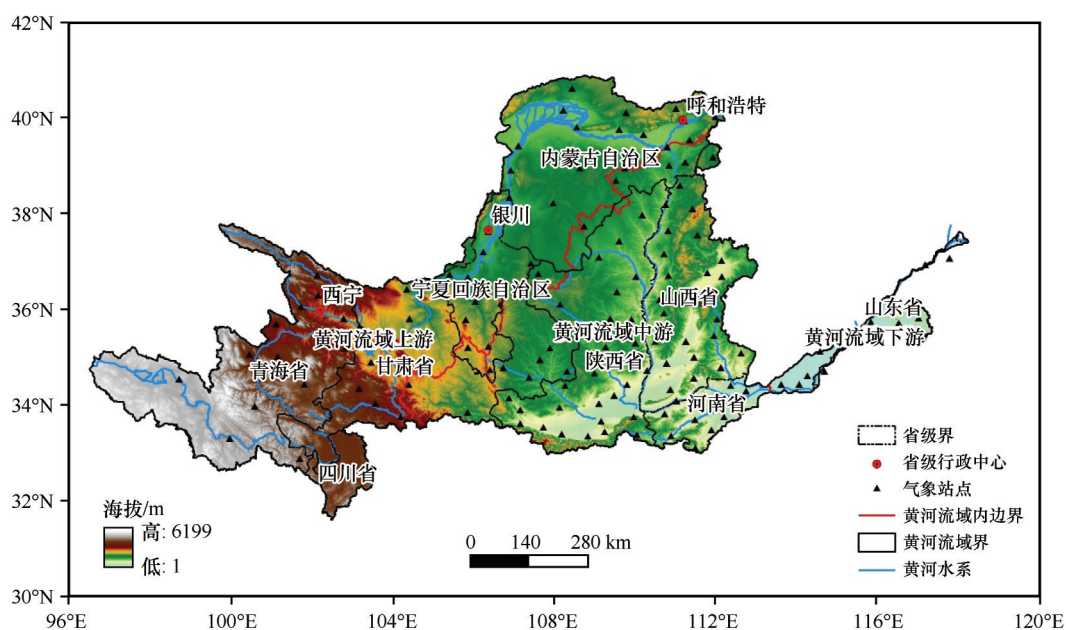 42°N
40°N
38°N
36°N
34°N
32°N
30°N
96°E
100°E
104°E
108°E
112°E
116°E
120°E
呼和浩特
内蒙古自治区
银川
宁夏回族自治区
西宁
黄河流域上游
甘肃省
青海省
四川省
山西省
黄河流域中游
陕西省
河南省
山东省
黄河流域下游
海拔/m
高: 6199
低: 1
0 140 280 km
省级界
省级行政中心
气象站点
黄河流域内边界
黄河流域界
黄河水系